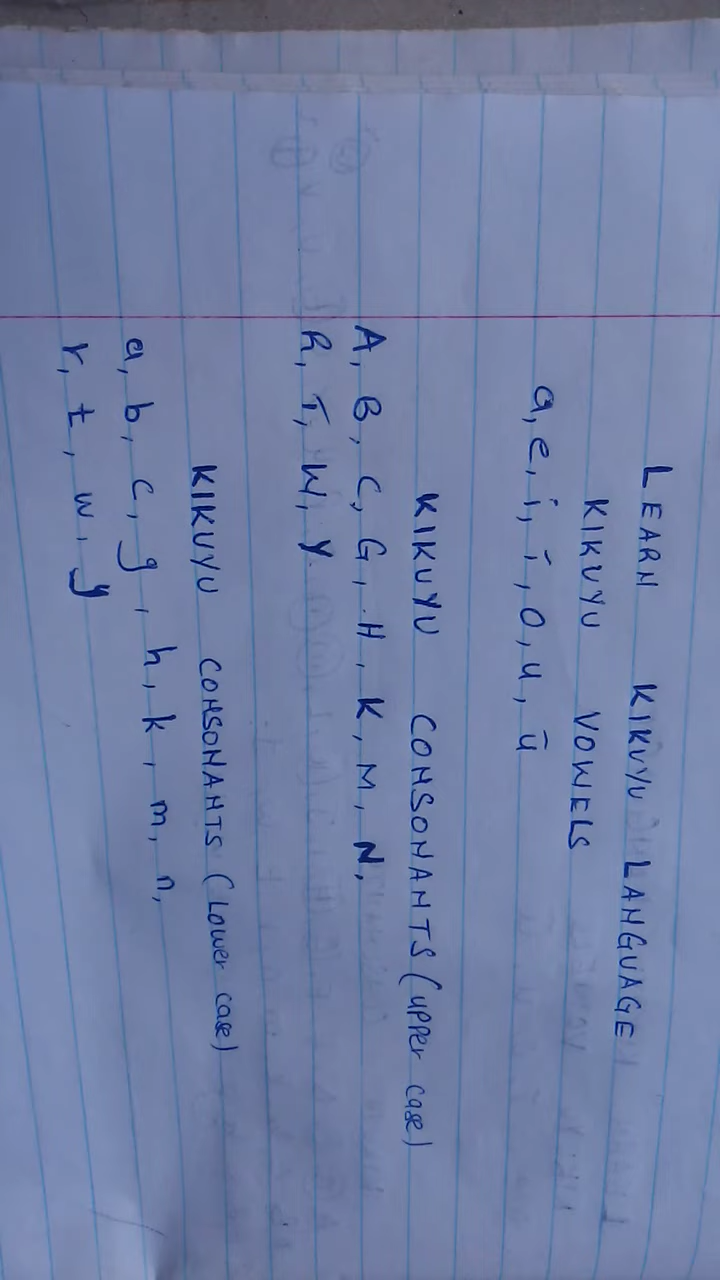 LEARN KIKUYU LANGUAGE
KIKUYU VOWELS
a, e, i, ī, o, u, ū
KIKUYU CONSONANTS (upper case)
A, B, C, G, H, K, M, N,
R, T, W, Y.
KIKUYU CONSONANTS (Lower case)
a, b, c, g, h, k, m, n,
r, t, w, y